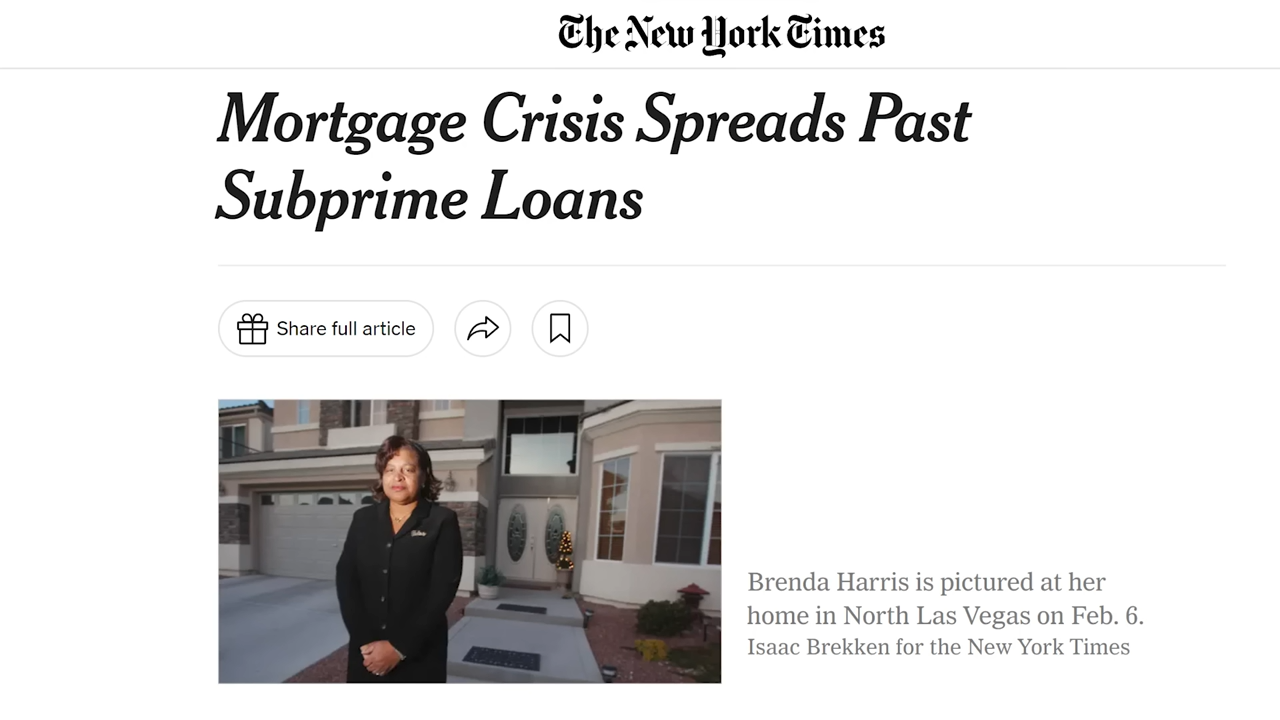 The New York Times
Mortgage Crisis Spreads Past
Subprime Loans
Share full article
Brenda Harris is pictured at her
home in North Las Vegas on Feb. 6.
Isaac Brekken for the New York Times